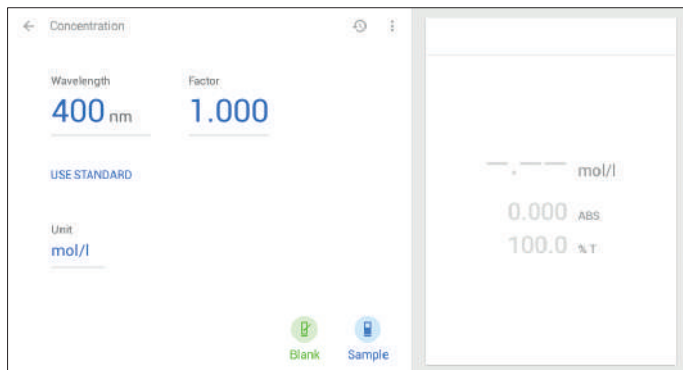 Concentration
Wavelength Factor
400 nm 1.000
USE STANDARD
Unit
mol/l
Blank Sample
—.—— mol/l
0.000 ABS
100.0 %T